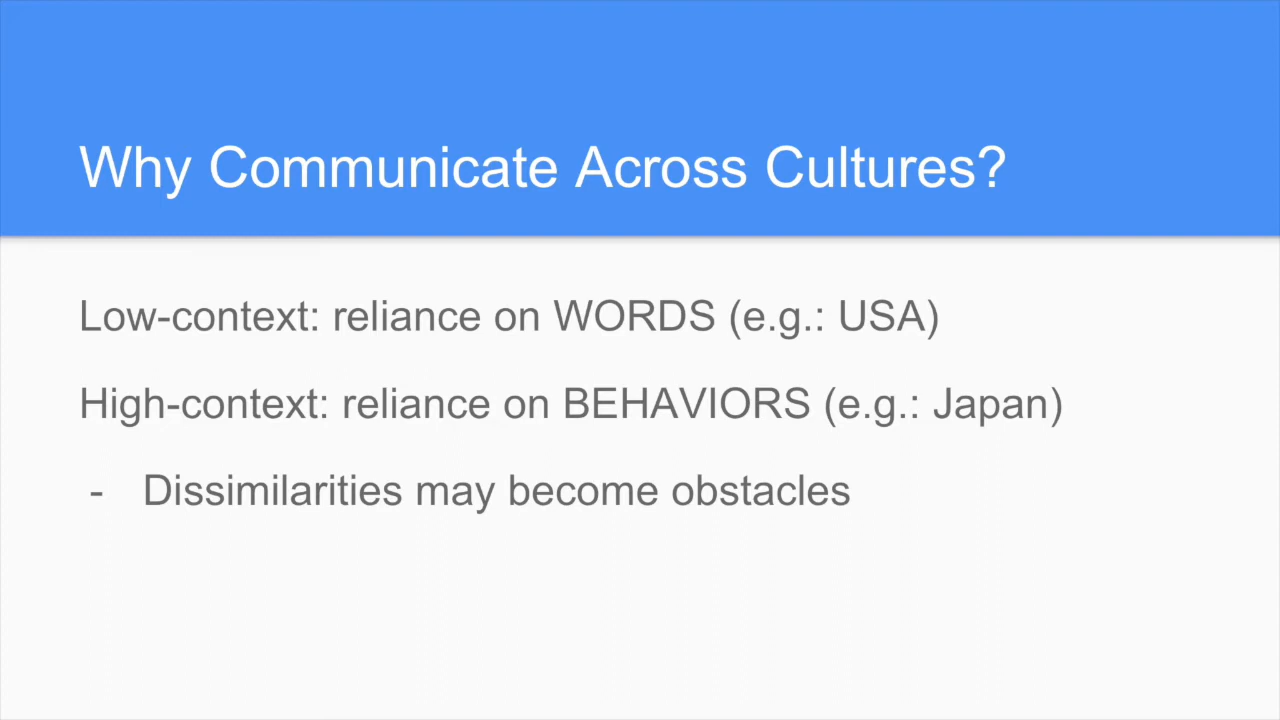 Why Communicate Across Cultures?
Low-context: reliance on WORDS (e.g.: USA)
High-context: reliance on BEHAVIORS (e.g.: Japan)
- Dissimilarities may become obstacles